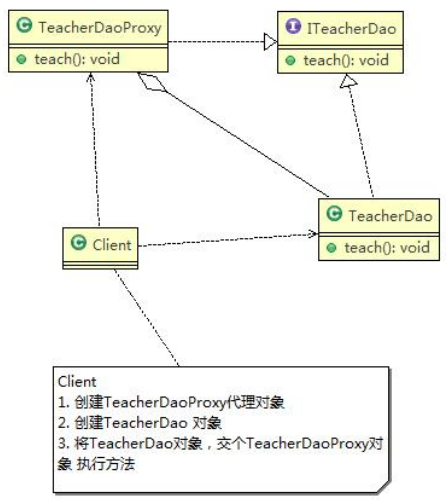 TeacherDaoProxy
teach(): void
ITeacherDao
teach(): void
TeacherDao
teach(): void
Client
Client
1. 创建TeacherDaoProxy代理对象
2. 创建TeacherDao 对象
3. 将TeacherDao对象，交个TeacherDaoProxy对
象 执行方法